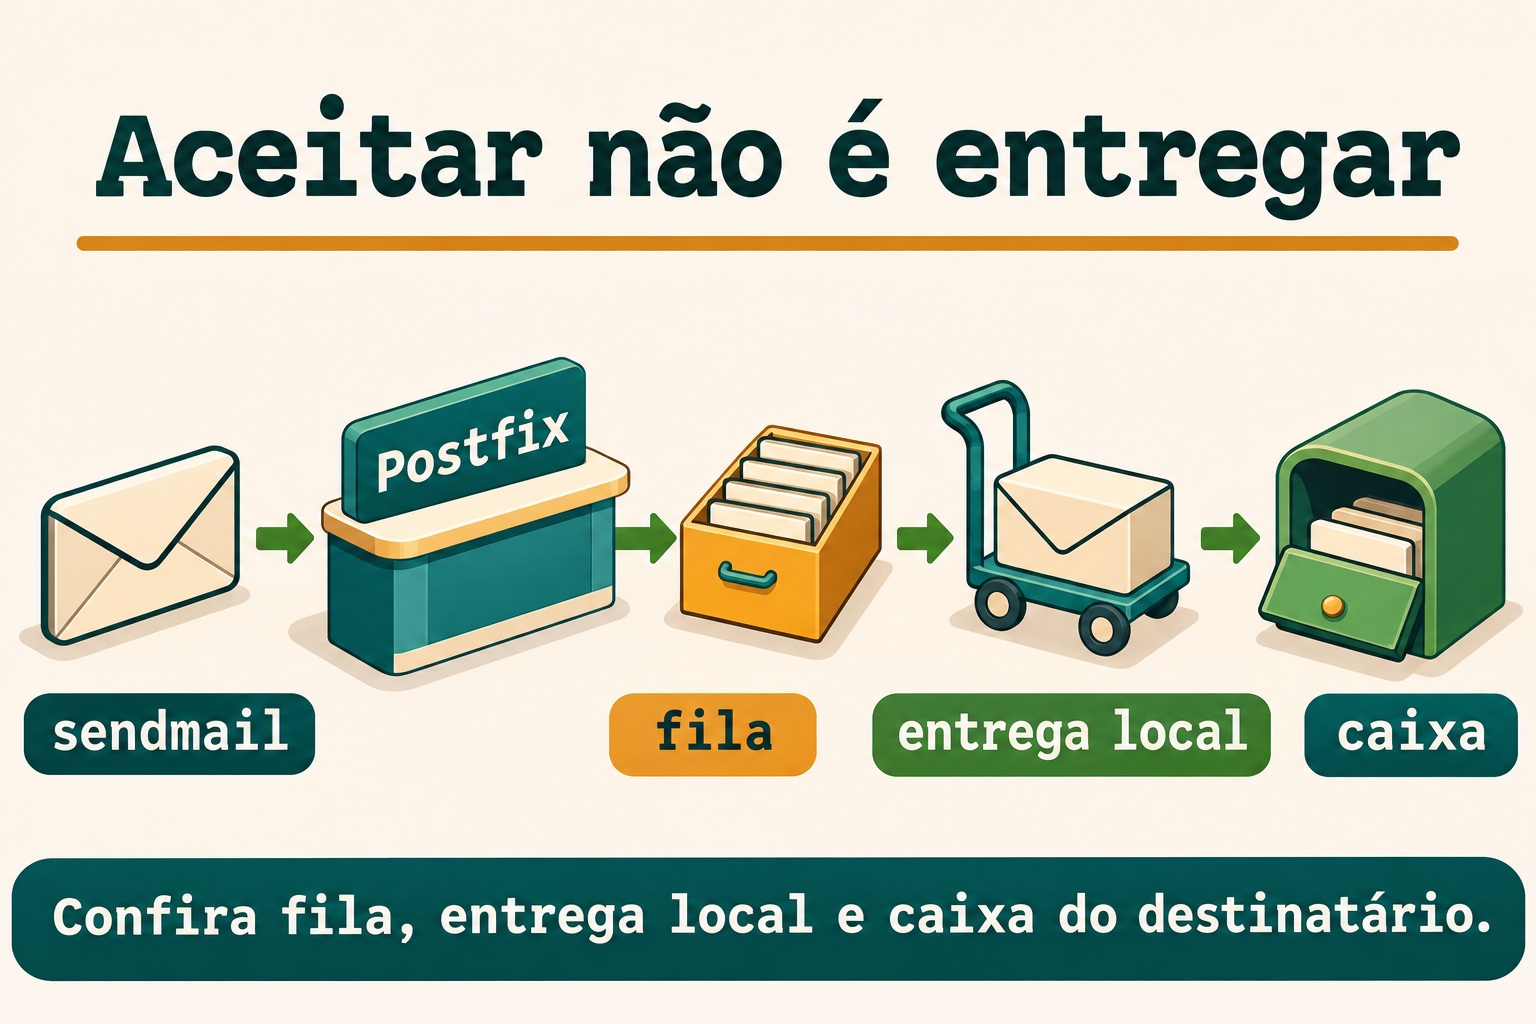 Aceitar não é entregar
Postfix
sendmail
fila
entrega local
caixa
Confira fila, entrega local e caixa do destinatário.